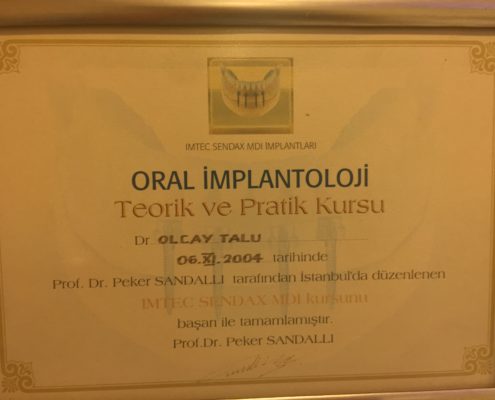 IMTEC SENDAX MDI İMPLANTLARI
ORAL İMPLANTOLOJİ
Teorik ve Pratik Kursu
Dr. OLCAY TALU
06.XI.2004 tarihinde
Prof. Dr. Peker SANDALLI tarafından İstanbul'da düzenlenen
IMTEC SENDAX MDI kursunu
başarı ile tamamlamıştır.
Prof.Dr. Peker SANDALLI